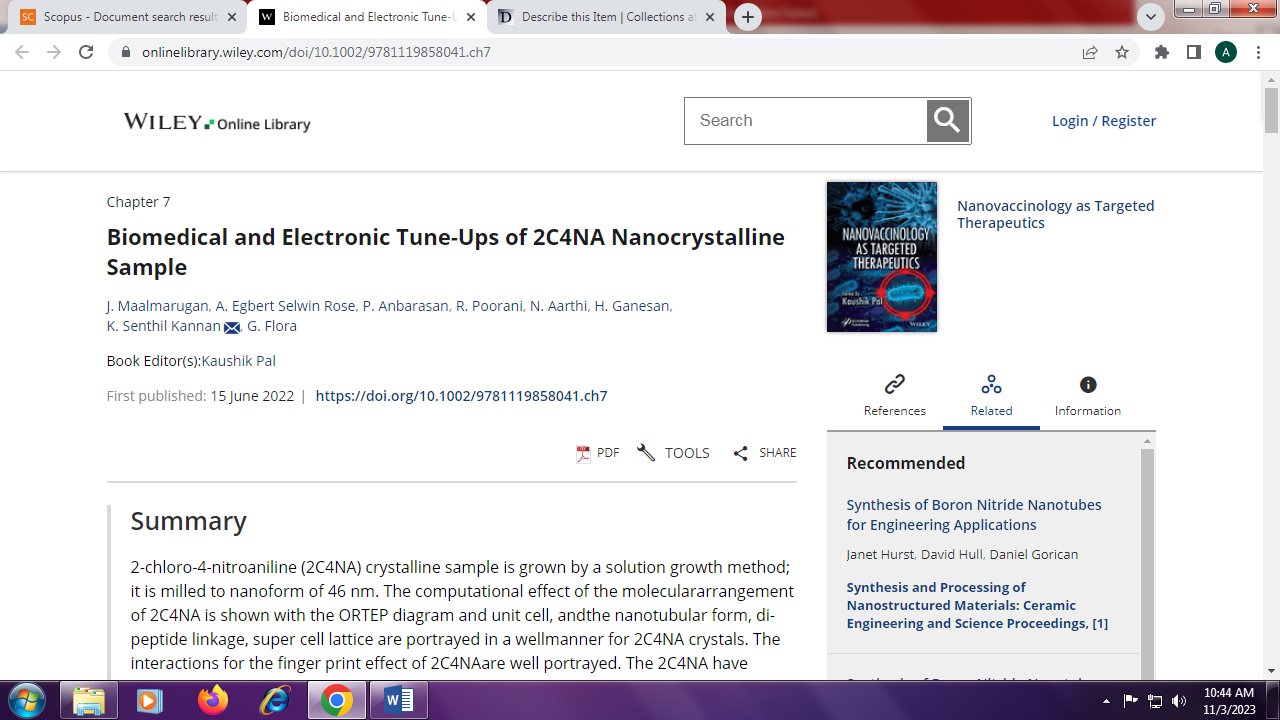 Scopus - Document search result
Biomedical and Electronic Tune-U
Describe this Item | Collections a
onlinelibrary.wiley.com/doi/10.1002/9781119858041.ch7
A
WILEY Online Library
Search
Login / Register
Chapter 7
Biomedical and Electronic Tune-Ups of 2C4NA Nanocrystalline
Sample
J. Maalmarugan, A. Egbert Selwin Rose, P. Anbarasan, R. Poorani, N. Aarthi, H. Ganesan,
K. Senthil Kannan, G. Flora
Book Editor(s):Kaushik Pal
First published: 15 June 2022 | https://doi.org/10.1002/9781119858041.ch7
PDF TOOLS SHARE
Summary
2-chloro-4-nitroaniline (2C4NA) crystalline sample is grown by a solution growth method;
it is milled to nanoform of 46 nm. The computational effect of the moleculararrangement
of 2C4NA is shown with the ORTEP diagram and unit cell, andthe nanotubular form, di-
peptide linkage, super cell lattice are portrayed in a wellmanner for 2C4NA crystals. The
interactions for the finger print effect of 2C4NAare well portrayed. The 2C4NA have
NANOVACCINOLOGY
AS TARGETED
THERAPEUTICS
Edited By
Kaushik Pal
WILEY
Nanovaccinology as Targeted
Therapeutics
References Related Information
Recommended
Synthesis of Boron Nitride Nanotubes
for Engineering Applications
Janet Hurst, David Hull, Daniel Gorican
Synthesis and Processing of
Nanostructured Materials: Ceramic
Engineering and Science Proceedings, [1]
10:44 AM
11/3/2023